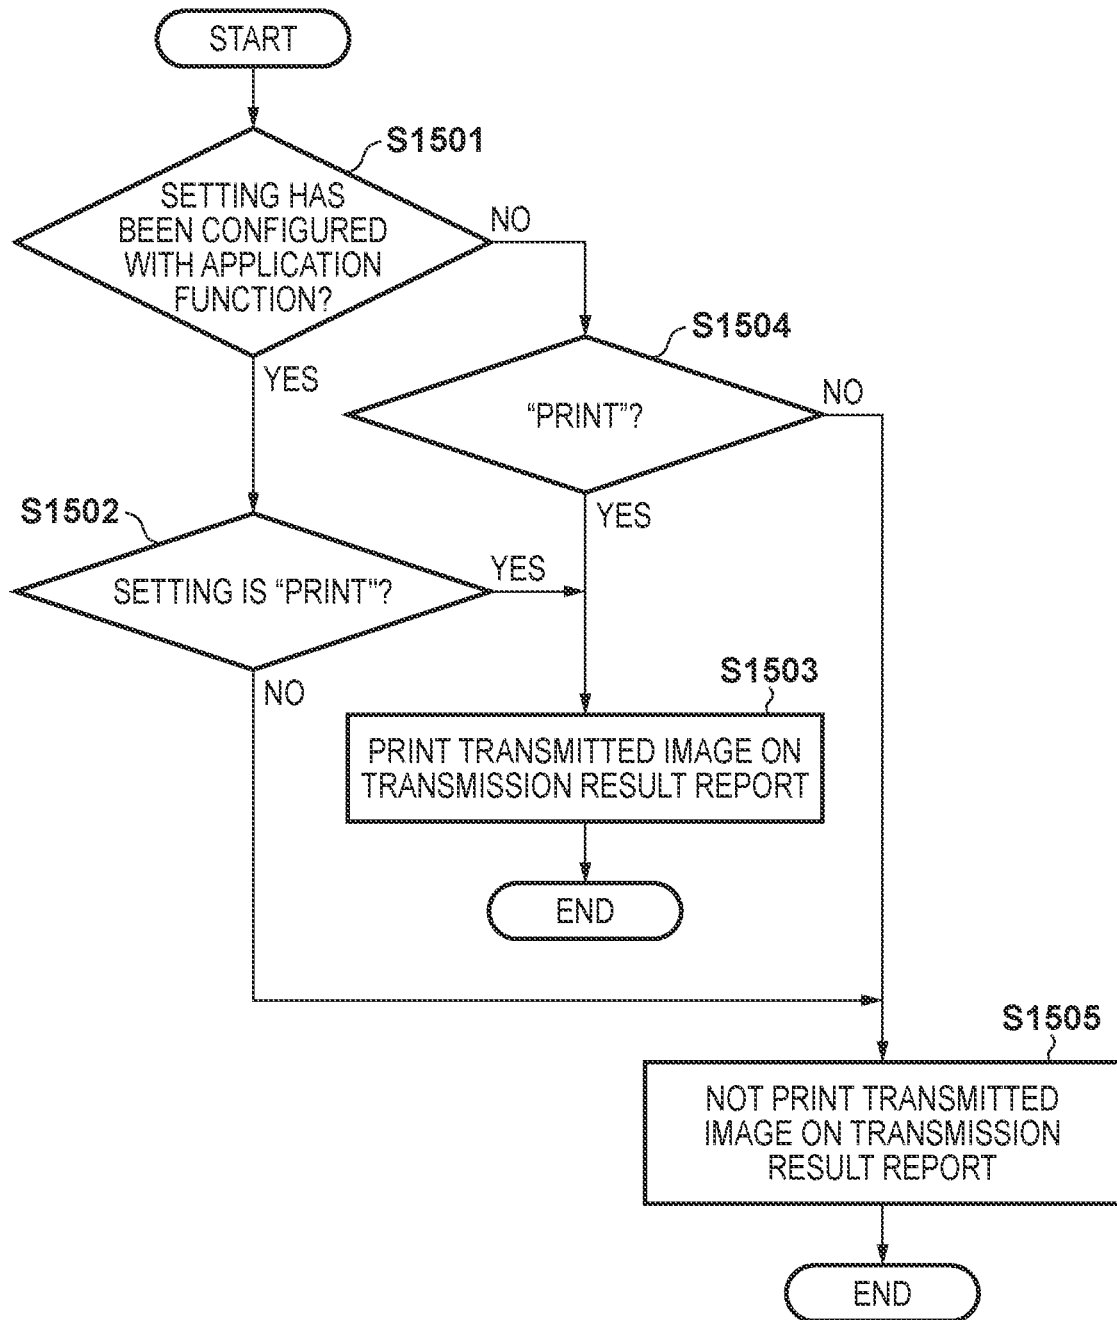 START
S1501
SETTING HAS
BEEN CONFIGURED
WITH APPLICATION
FUNCTION?
NO
YES
S1504
"PRINT"?
NO
YES
S1502
SETTING IS "PRINT"?
YES
NO
S1503
PRINT TRANSMITTED IMAGE ON
TRANSMISSION RESULT REPORT
END
S1505
NOT PRINT TRANSMITTED
IMAGE ON TRANSMISSION
RESULT REPORT
END